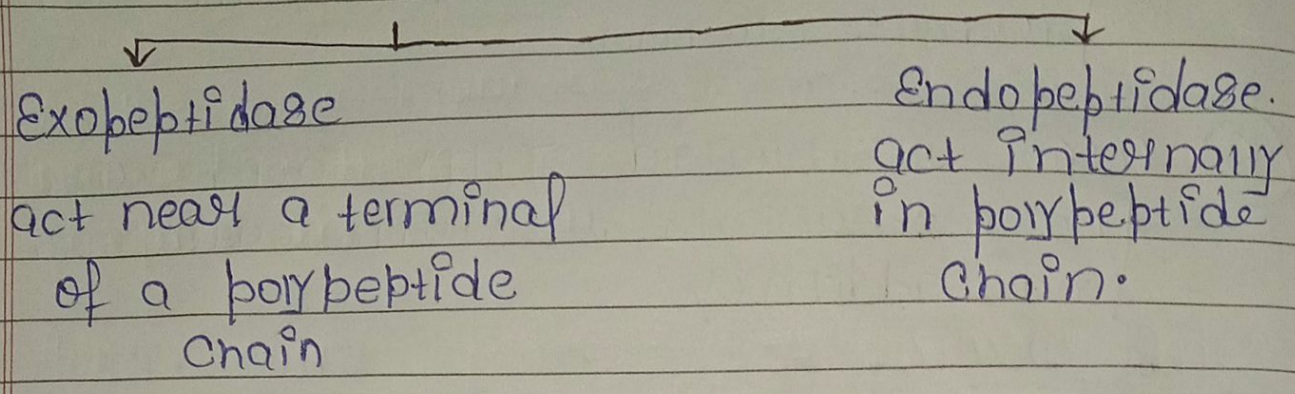 Exopeptidase
act near a terminal
of a polypeptide
chain
Endopeptidase.
act internally
in polypeptide
chain.